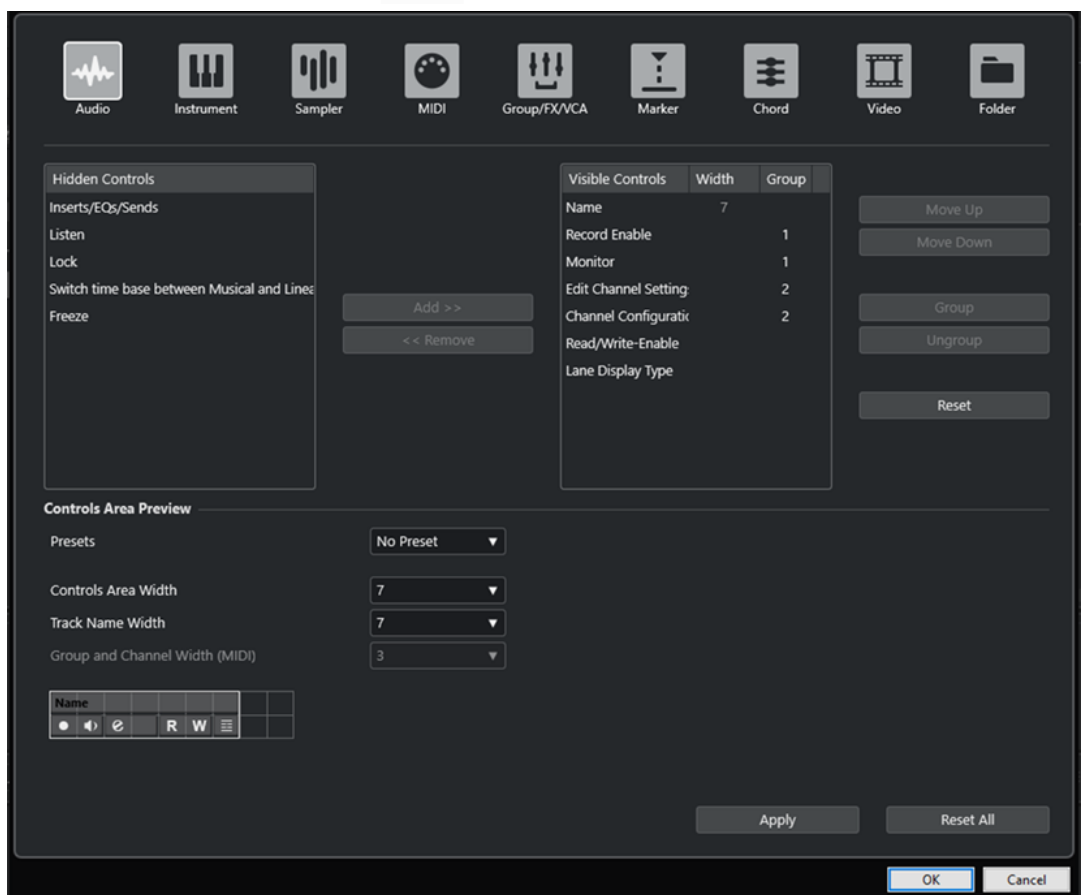 Audio Instrument Sampler MIDI Group/FX/VCA Marker Chord Video Folder
Hidden Controls
Inserts/EQs/Sends
Listen
Lock
Switch time base between Musical and Linea
Freeze
Add >>
<< Remove
Visible Controls Width Group
Name 7
Record Enable 1
Monitor 1
Edit Channel Setting: 2
Channel Configuratic 2
Read/Write-Enable
Lane Display Type
Move Up
Move Down
Group
Ungroup
Reset
Controls Area Preview
Presets No Preset
Controls Area Width 7
Track Name Width 7
Group and Channel Width (MIDI) 3
Name
e R W
Apply Reset All
OK Cancel